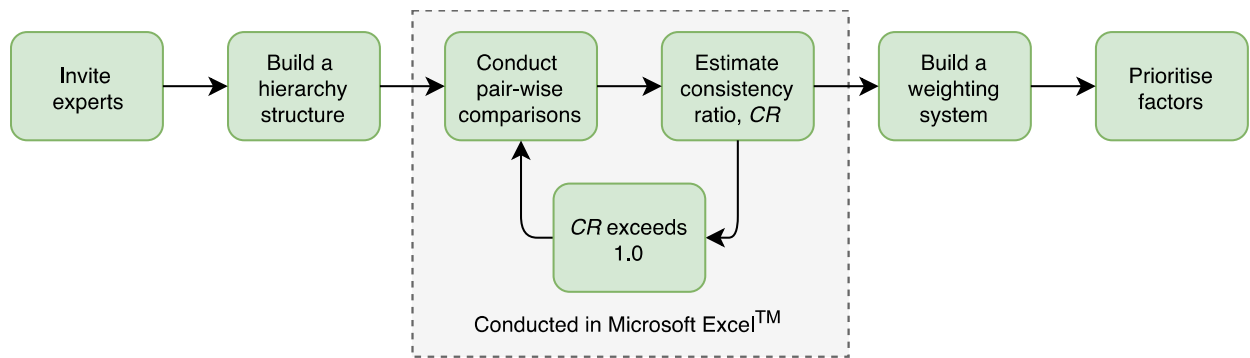 Invite
experts
Build a
hierarchy
structure
Conduct
pair-wise
comparisons
Estimate
consistency
ratio, CR
Build a
weighting
system
Prioritise
factors
CR exceeds
1.0
Conducted in Microsoft Excel™